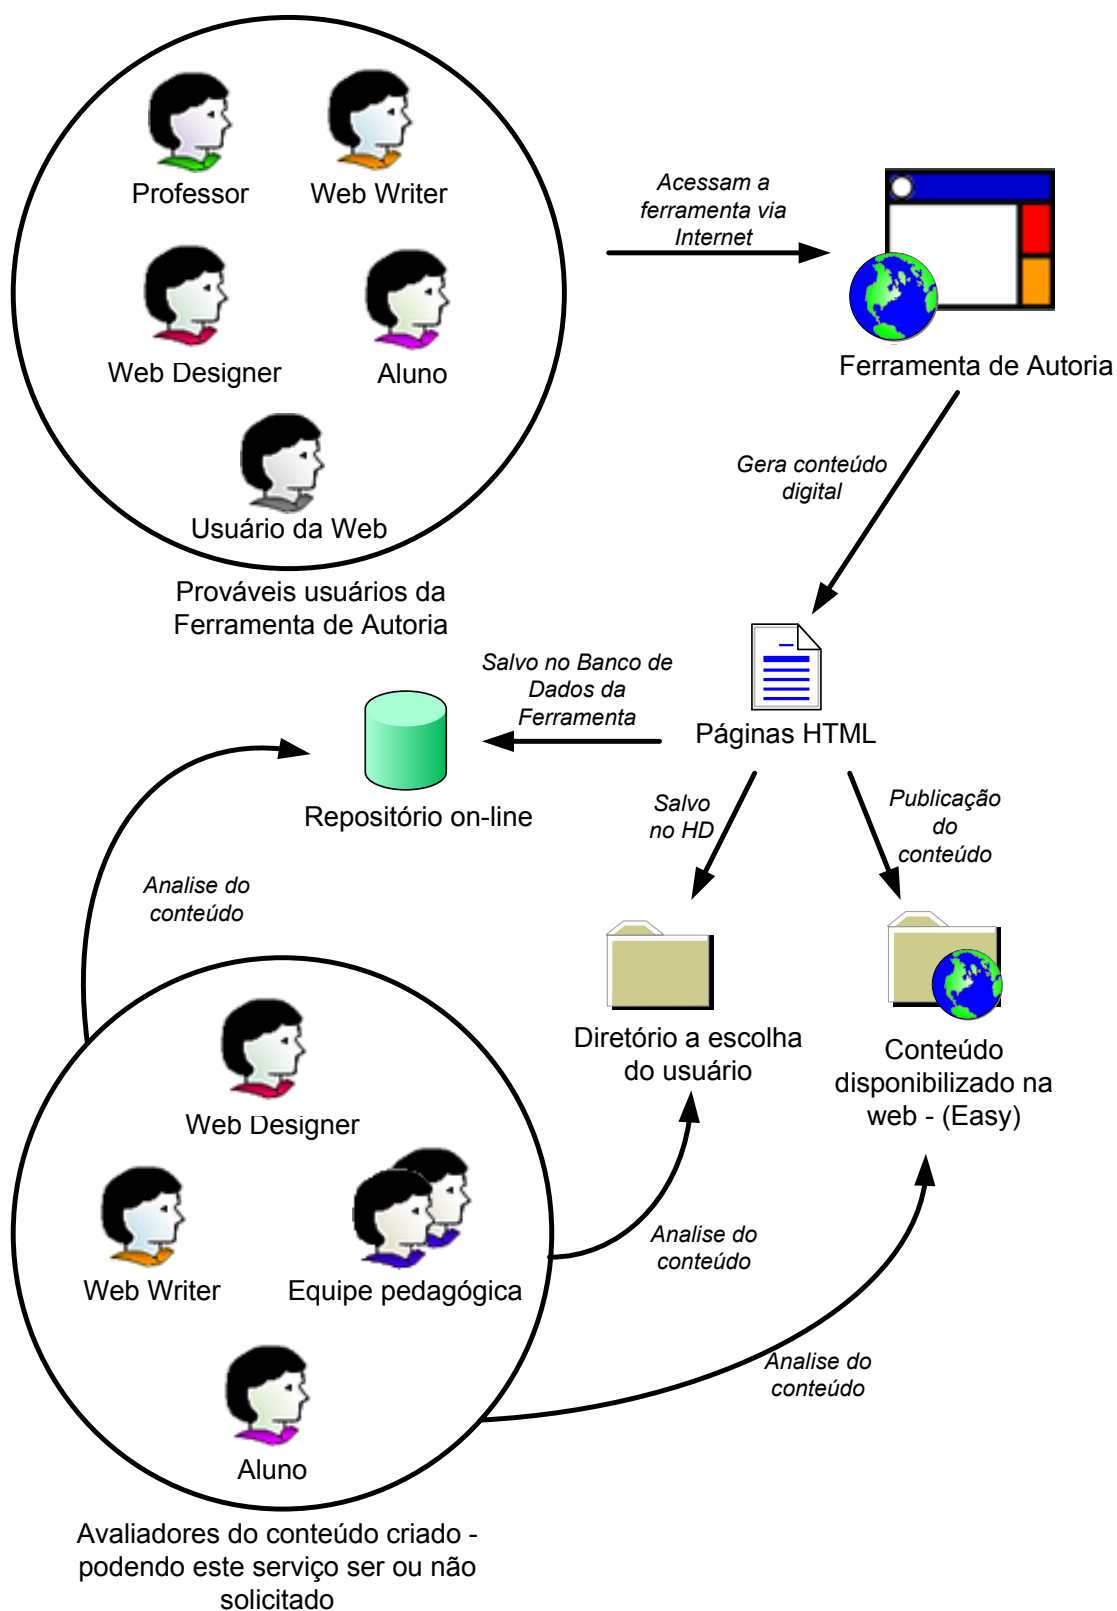 Professor
Web Writer
Web Designer
Aluno
Usuário da Web
Prováveis usuários da
Ferramenta de Autoria
Acessam a
ferramenta via
Internet
Ferramenta de Autoria
Gera conteúdo
digital
Páginas HTML
Salvo no Banco de
Dados da
Ferramenta
Repositório on-line
Salvo
no HD
Publicação
do
conteúdo
Diretório a escolha
do usuário
Conteúdo
disponibilizado na
web - (Easy)
Analise do
conteúdo
Web Designer
Web Writer
Equipe pedagógica
Aluno
Analise do
conteúdo
Analise do
conteúdo
Avaliadores do conteúdo criado -
podendo este serviço ser ou não
solicitado